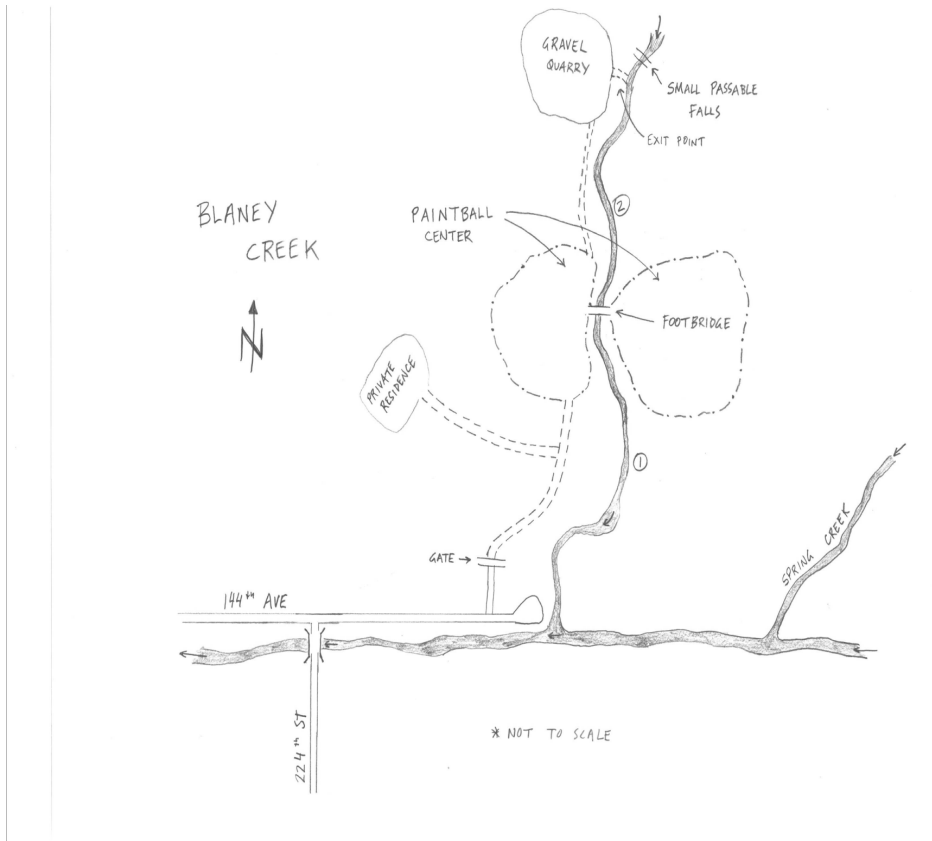 GRAVEL
QUARRY
SMALL PASSABLE
FALLS
EXIT POINT
BLANEY
CREEK
②
PAINTBALL
CENTER
N
FOOTBRIDGE
PRIVATE
RESIDENCE
①
SPRING CREEK
GATE
144TH AVE
224TH ST
* NOT TO SCALE